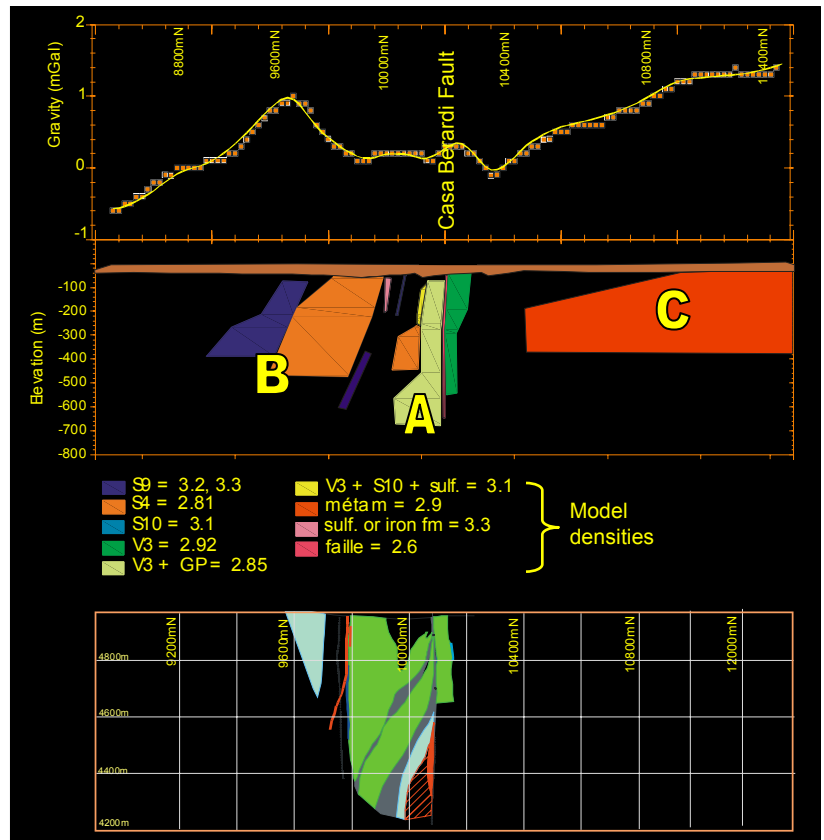 Gravity (mGal)
2
1
0
-1
8800mN
9600mN
10000mN
Casa Berardi Fault
10400mN
10800mN
11400mN
Elevation (m)
-100
-200
-300
-400
-500
-600
-700
-800
B
A
C
S9 = 3.2, 3.3
S4 = 2.81
S10 = 3.1
V3 = 2.92
V3 + GP= 2.85
V3 + S10 + sulf. = 3.1
métam = 2.9
sulf. or iron fm = 3.3
faille = 2.6
Model
densities
9200mN
9600mN
10000mN
10400mN
10800mN
12000mN
4800m
4600m
4400m
4200m